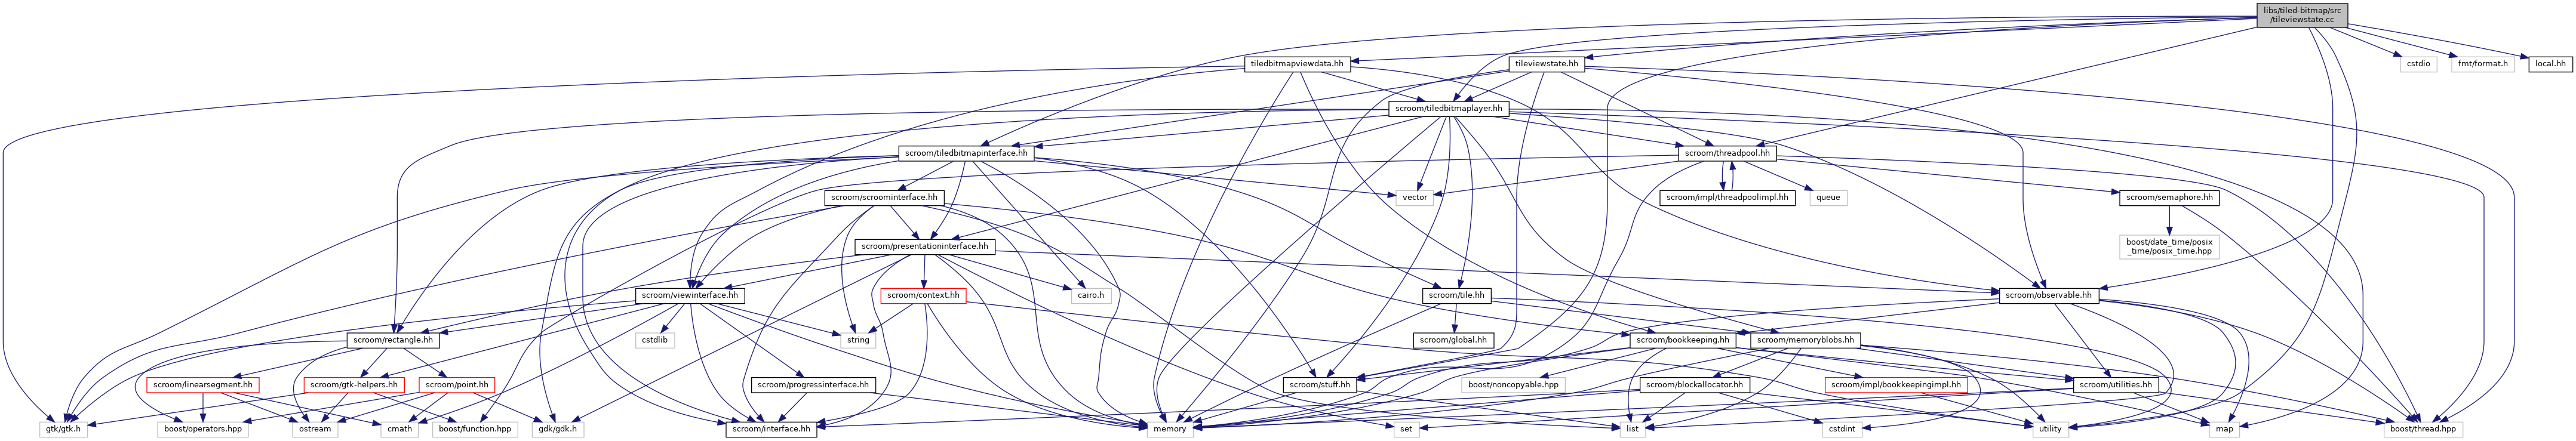 libs/tiled-bitmap/src
/tileviewstate.cc
tiledbitmapviewdata.hh
tileviewstate.hh
cstdio
fmt/format.h
local.hh
scroom/tiledbitmaplayer.hh
scroom/tiledbitmapinterface.hh
scroom/threadpool.hh
scroom/scroominterface.hh
vector
scroom/impl/threadpoolimpl.hh
queue
scroom/semaphore.hh
scroom/presentationinterface.hh
boost/date_time/posix
_time/posix_time.hpp
scroom/viewinterface.hh
scroom/context.hh
cairo.h
scroom/tile.hh
scroom/observable.hh
scroom/rectangle.hh
cstdlib
string
scroom/global.hh
scroom/bookkeeping.hh
scroom/memoryblobs.hh
scroom/linearsegment.hh
scroom/gtk-helpers.hh
scroom/point.hh
scroom/progressinterface.hh
scroom/stuff.hh
boost/noncopyable.hpp
scroom/blockallocator.hh
scroom/impl/bookkeepingimpl.hh
scroom/utilities.hh
gtk/gtk.h
boost/operators.hpp
ostream
cmath
boost/function.hpp
gdk/gdk.h
scroom/interface.hh
memory
set
list
cstdint
utility
map
boost/thread.hpp